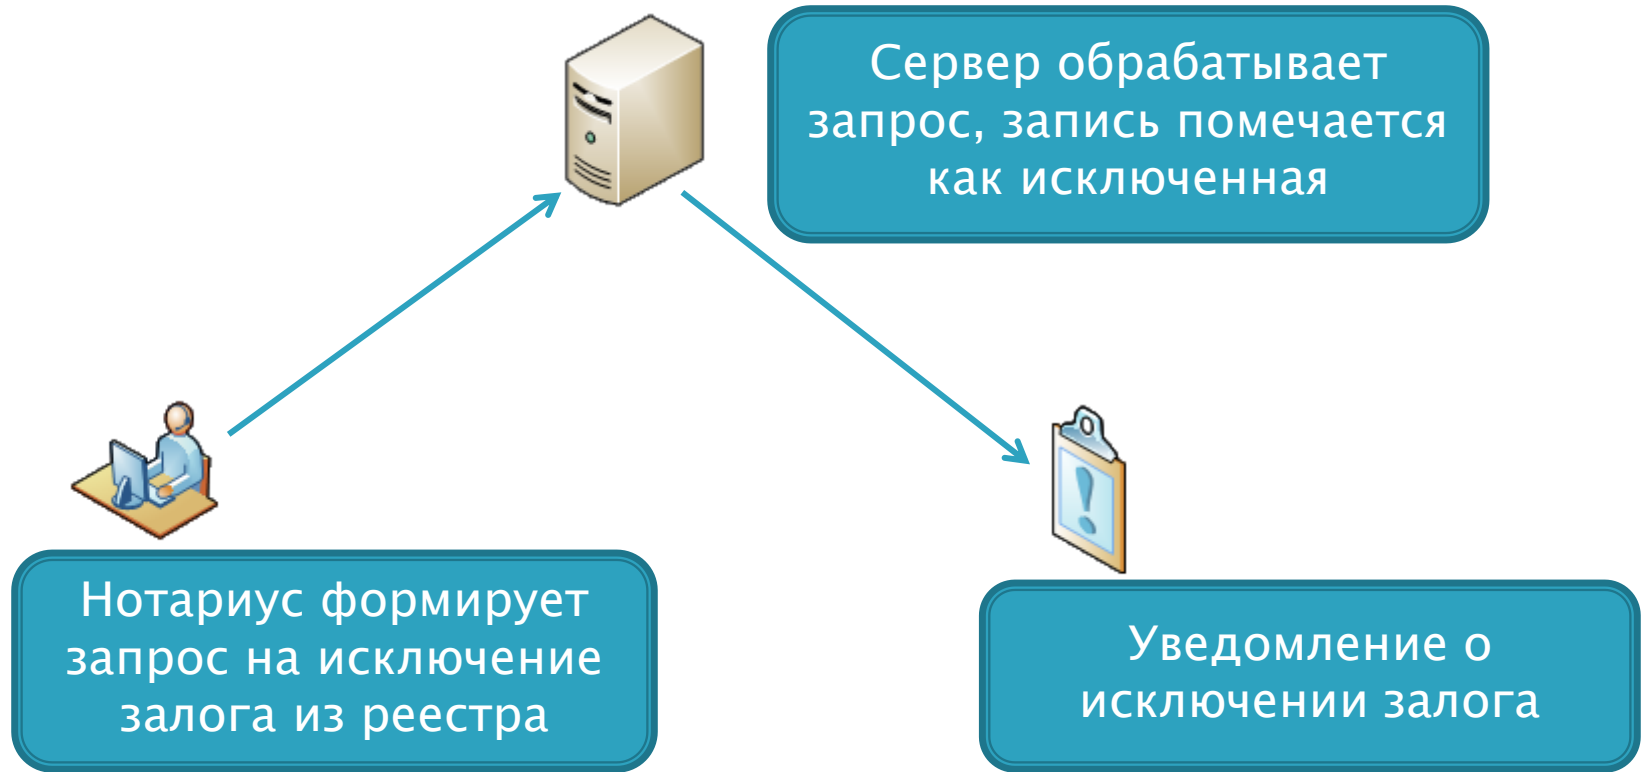 Сервер обрабатывает
запрос, запись помечается
как исключенная
Нотариус формирует
запрос на исключение
залога из реестра
Уведомление о
исключении залога